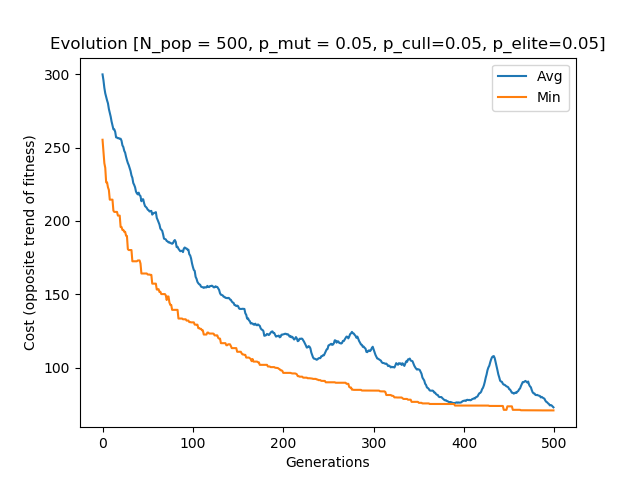 Evolution [N_pop = 500, p_mut = 0.05, p_cull=0.05, p_elite=0.05]
300
250
200
150
100
Cost (opposite trend of fitness)
Avg
Min
0
100
200
300
400
500
Generations